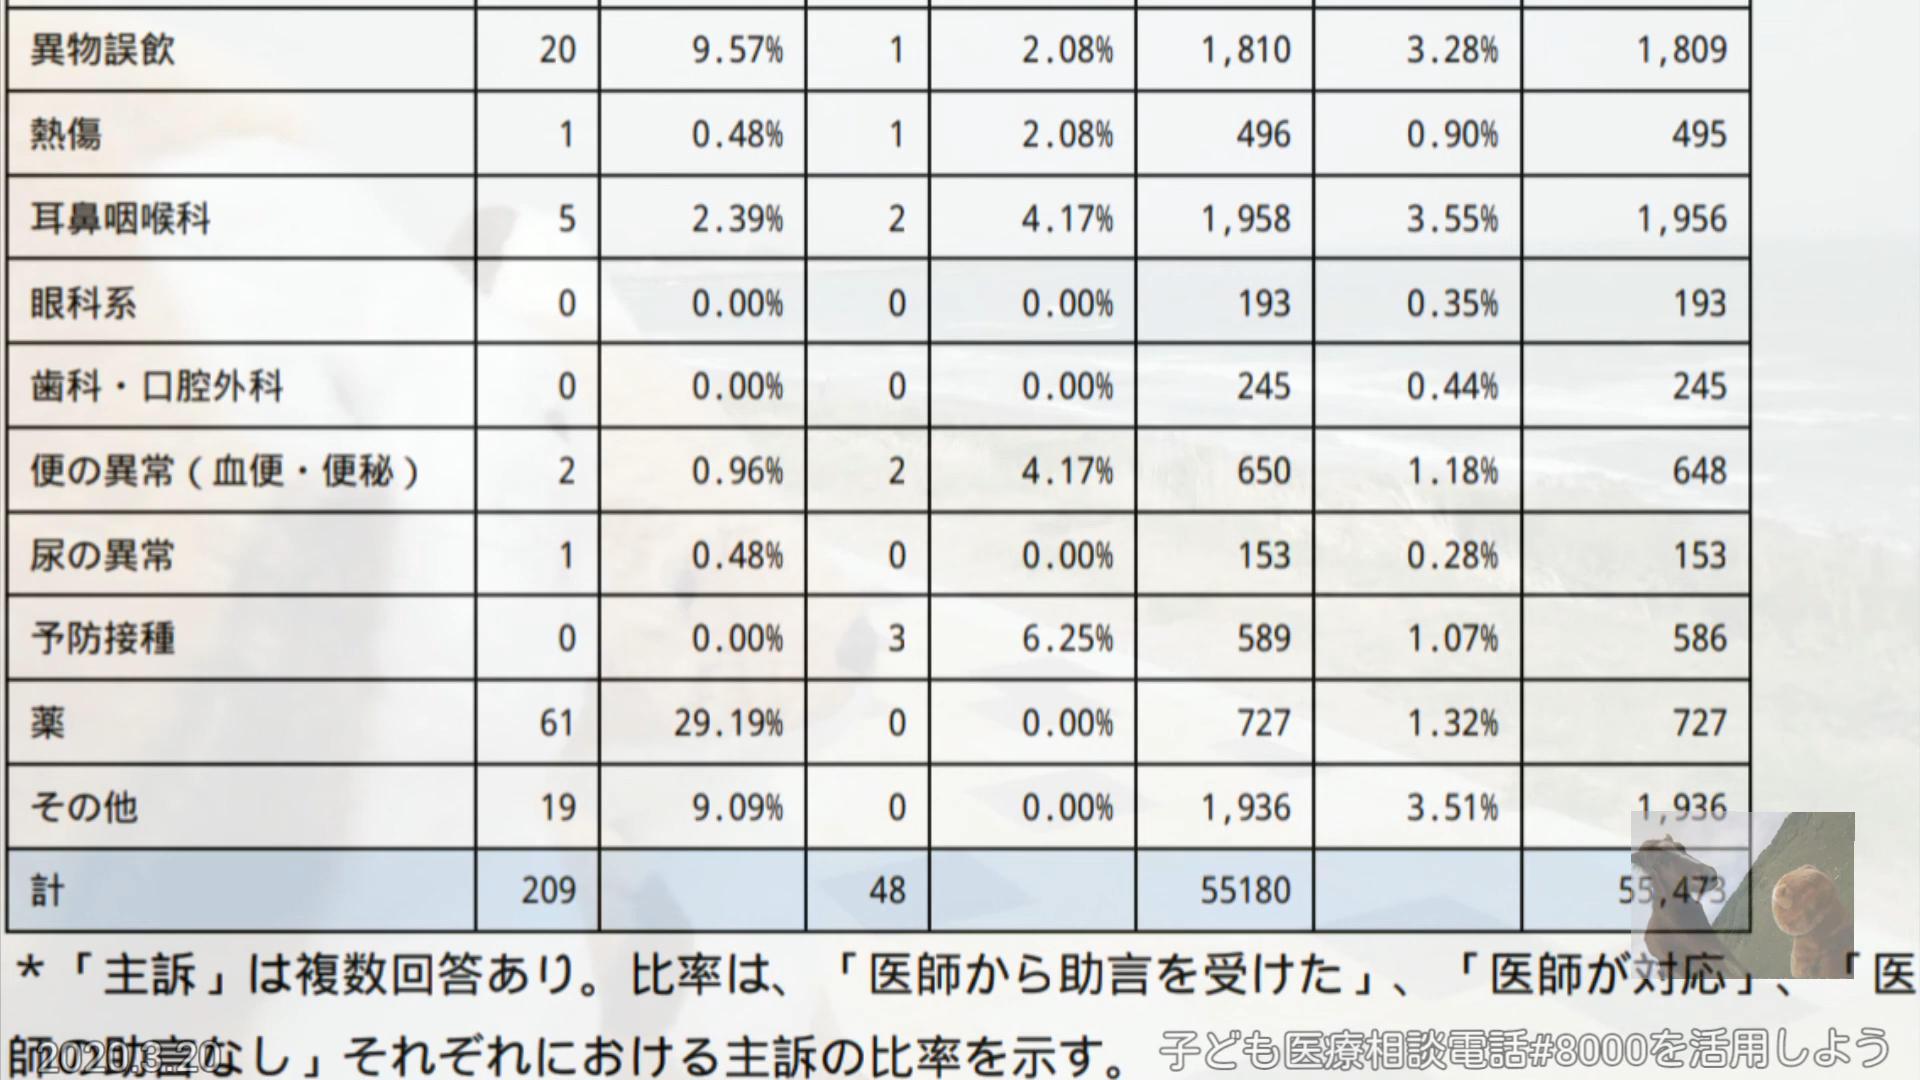 異物誤飲 20 9.57% 1 2.08% 1,810 3.28% 1,809
熱傷 1 0.48% 1 2.08% 496 0.90% 495
耳鼻咽喉科 5 2.39% 2 4.17% 1,958 3.55% 1,956
眼科系 0 0.00% 0 0.00% 193 0.35% 193
歯科・口腔外科 0 0.00% 0 0.00% 245 0.44% 245
便の異常(血便・便秘) 2 0.96% 2 4.17% 650 1.18% 648
尿の異常 1 0.48% 0 0.00% 153 0.28% 153
予防接種 0 0.00% 3 6.25% 589 1.07% 586
薬 61 29.19% 0 0.00% 727 1.32% 727
その他 19 9.09% 0 0.00% 1,936 3.51% 1,936
計 209 48 55180 55,473
*「主訴」は複数回答あり。比率は、「医師から助言を受けた」、「医師が対応」、「医
師の助言なし」それぞれにおける主訴の比率を示す。
2020.3.20
子ども医療相談電話#8000を活用しよう